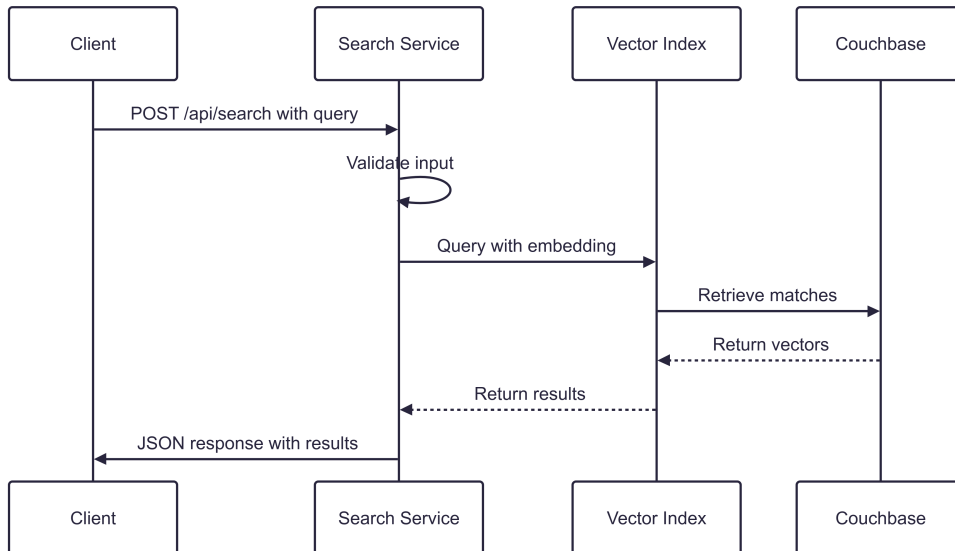 Client
Search Service
Vector Index
Couchbase
POST /api/search with query
Validate input
Query with embedding
Retrieve matches
Return vectors
Return results
JSON response with results
Client
Search Service
Vector Index
Couchbase